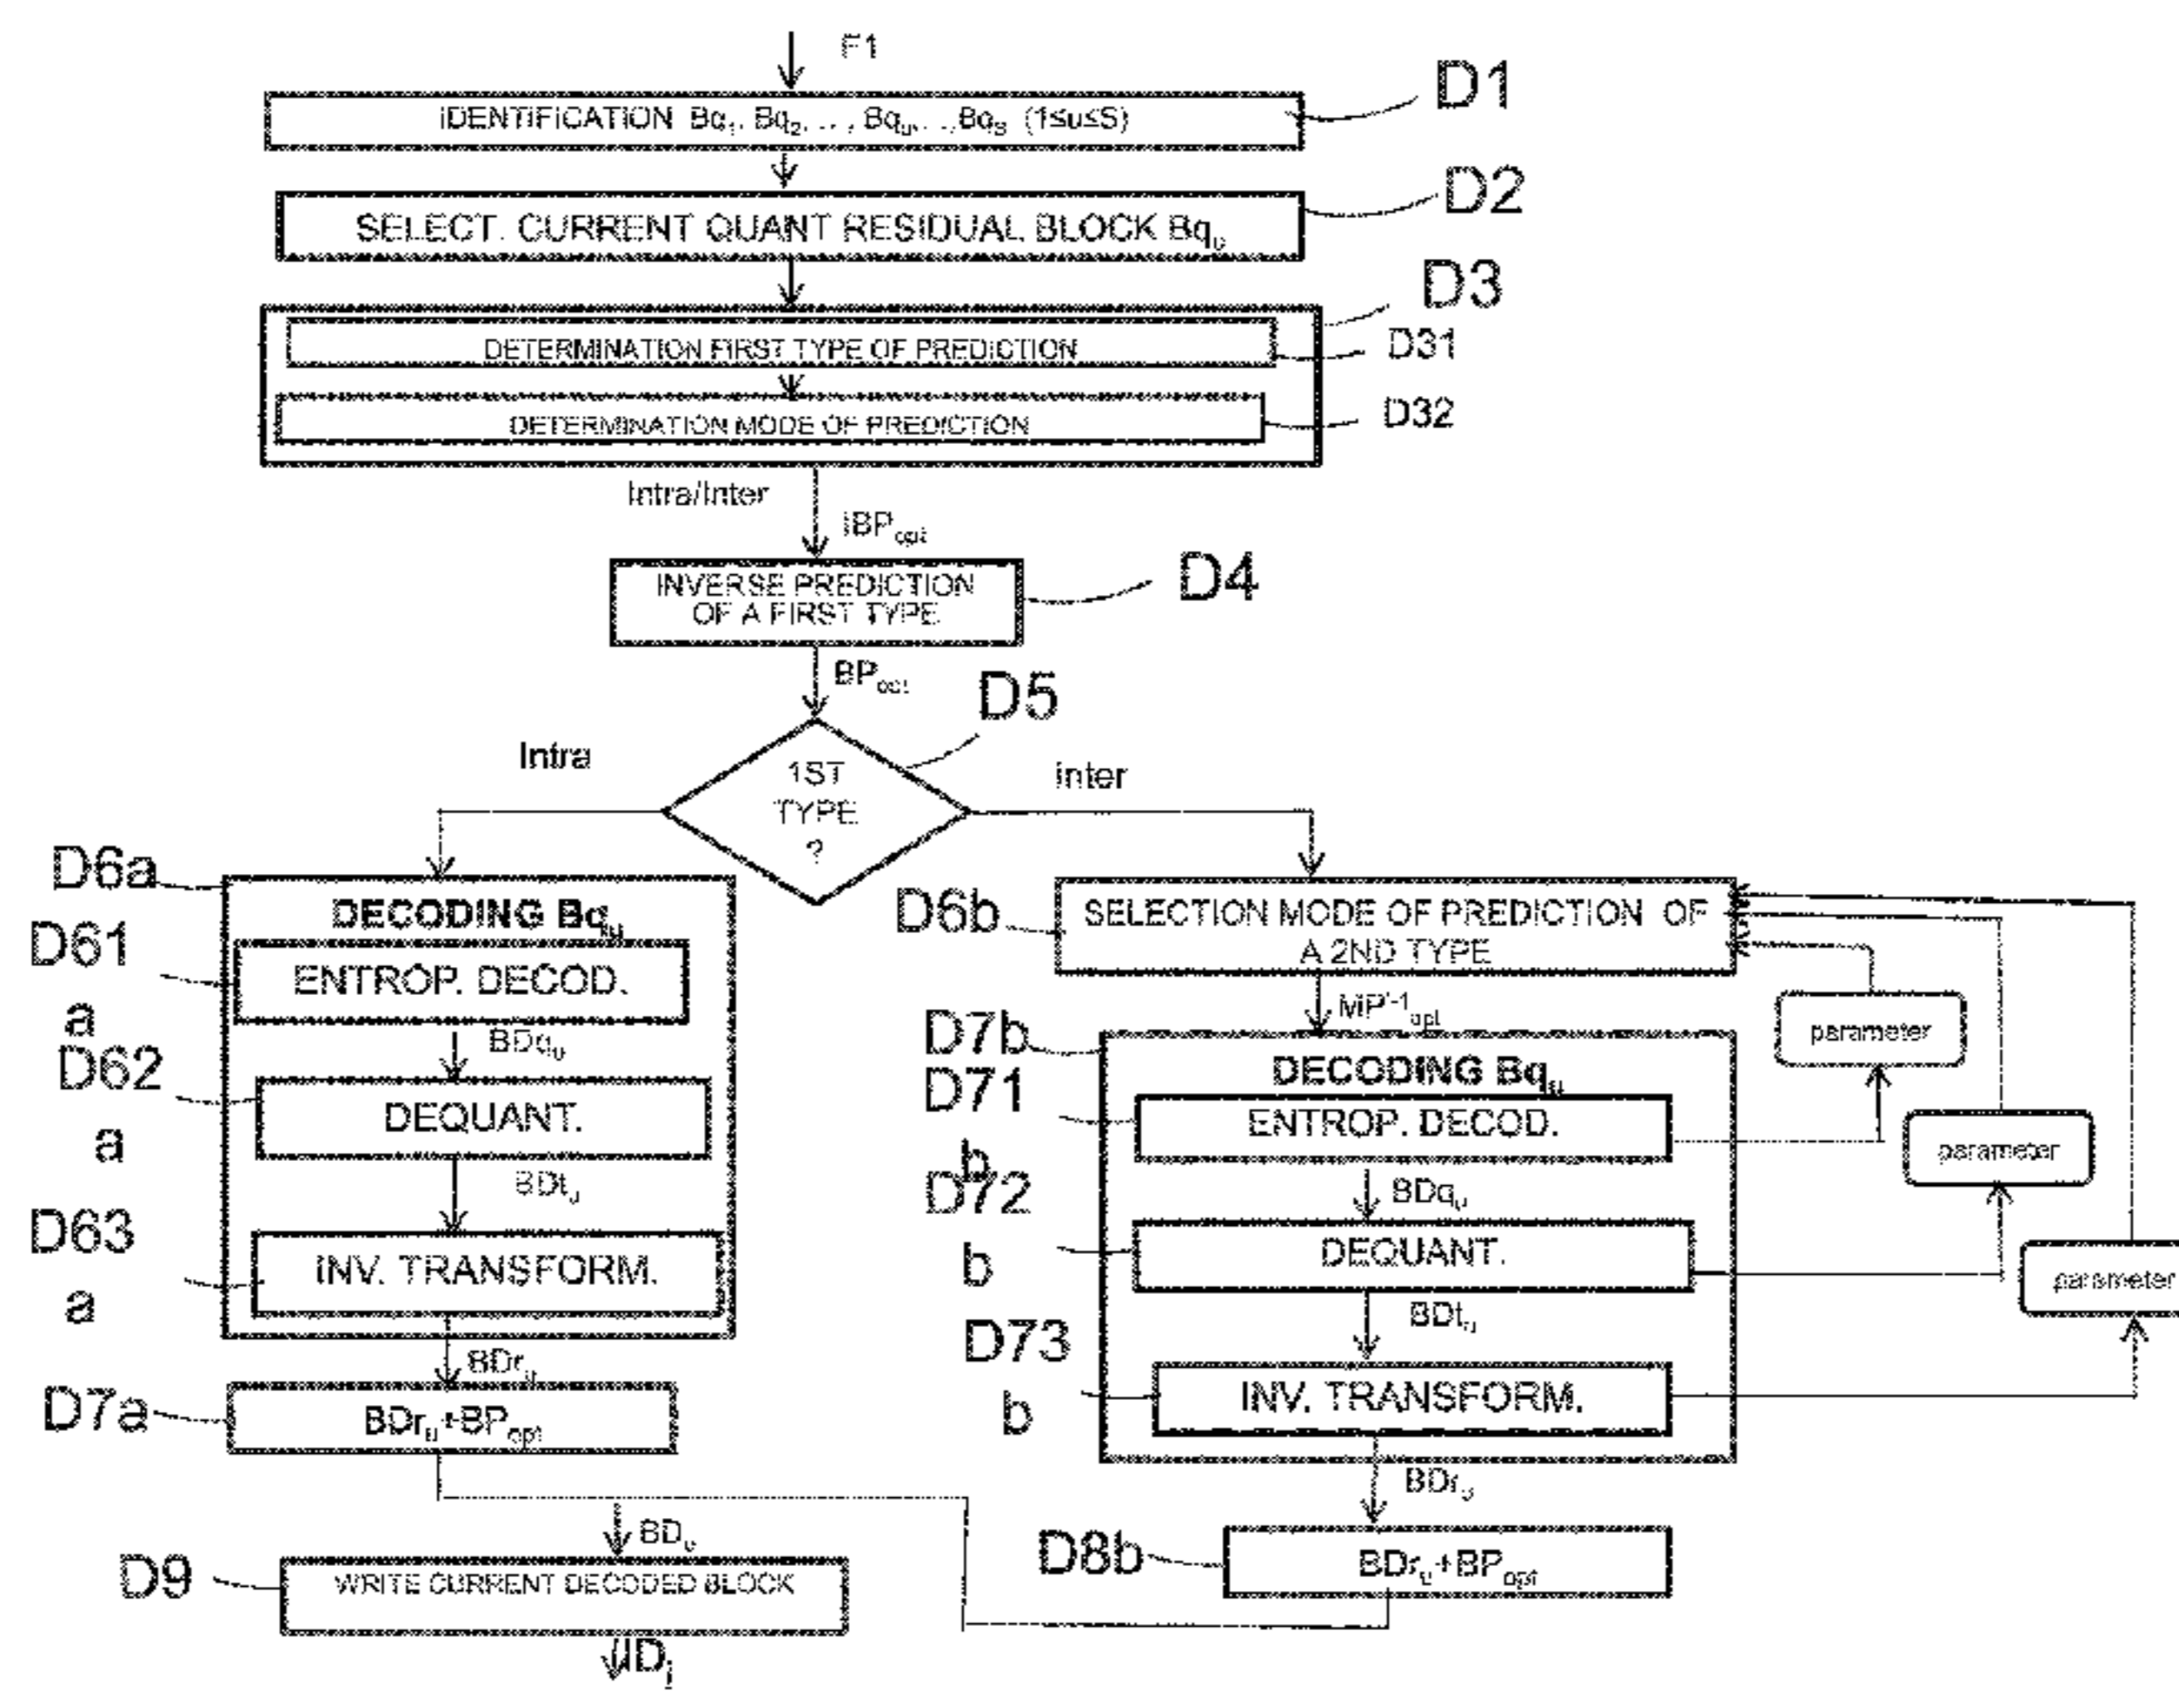 F1
D1
IDENTIFICATION Bq1, Bq2,..., Bqu,...,BqS (1≤u≤S)
D2
SELECT. CURRENT QUANT RESIDUAL BLOCK Bqu
D3
DETERMINATION FIRST TYPE OF PREDICTION
D31
DETERMINATION MODE OF PREDICTION
D32
Intra/Inter
iBPopt
INVERSE PREDICTION
OF A FIRST TYPE
D4
BPopt
D5
Intra
1ST
TYPE
?
inter
D6a
DECODING Bqu
D61
a
ENTROP. DECOD.
BDqu
D62
a
DEQUANT.
BDtu
D63
a
INV. TRANSFORM.
BDru
D7a
BDru+BPopt
D6b
SELECTION MODE OF PREDICTION OF
A 2ND TYPE
MP-1opt
D7b
DECODING Bqu
D71
b
ENTROP. DECOD.
parameter
BDqu
D72
b
DEQUANT.
parameter
BDtu
D73
b
INV. TRANSFORM.
parameter
BDru
D8b
BDru+BPopt
BDu
D9
WRITE CURRENT DECODED BLOCK
IDj